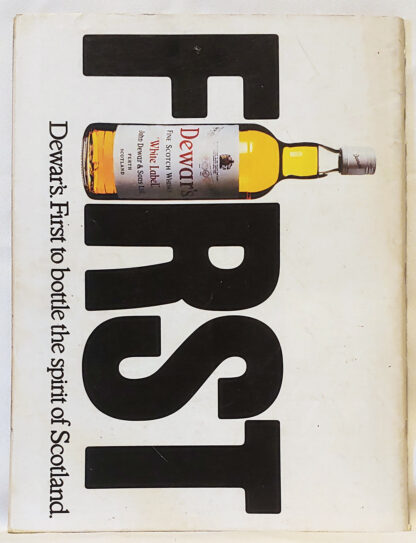 F RST
Dewar's
FINE SCOTCH WHISKY
"White Label"
John Dewar & Sons Ltd.
PERTH
SCOTLAND
Dewar's. First to bottle the spirit of Scotland.